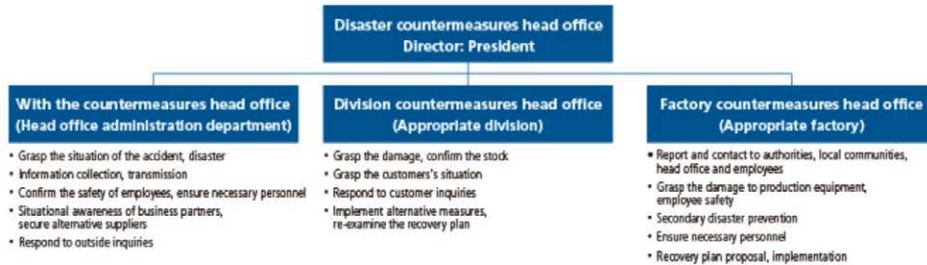 Disaster countermeasures head office
Director: President
With the countermeasures head office
(Head office administration department)
• Grasp the situation of the accident, disaster
• Information collection, transmission
• Confirm the safety of employees, ensure necessary personnel
• Situational awareness of business partners,
secure alternative suppliers
• Respond to outside inquiries
Division countermeasures head office
(Appropriate division)
• Grasp the damage, confirm the stock
• Grasp the customers's situation
• Respond to customer inquiries
• Implement alternative measures,
re-examine the recovery plan
Factory countermeasures head office
(Appropriate factory)
• Report and contact to authorities, local communities,
head office and employees
• Grasp the damage to production equipment,
employee safety
• Secondary disaster prevention
• Ensure necessary personnel
• Recovery plan proposal, implementation